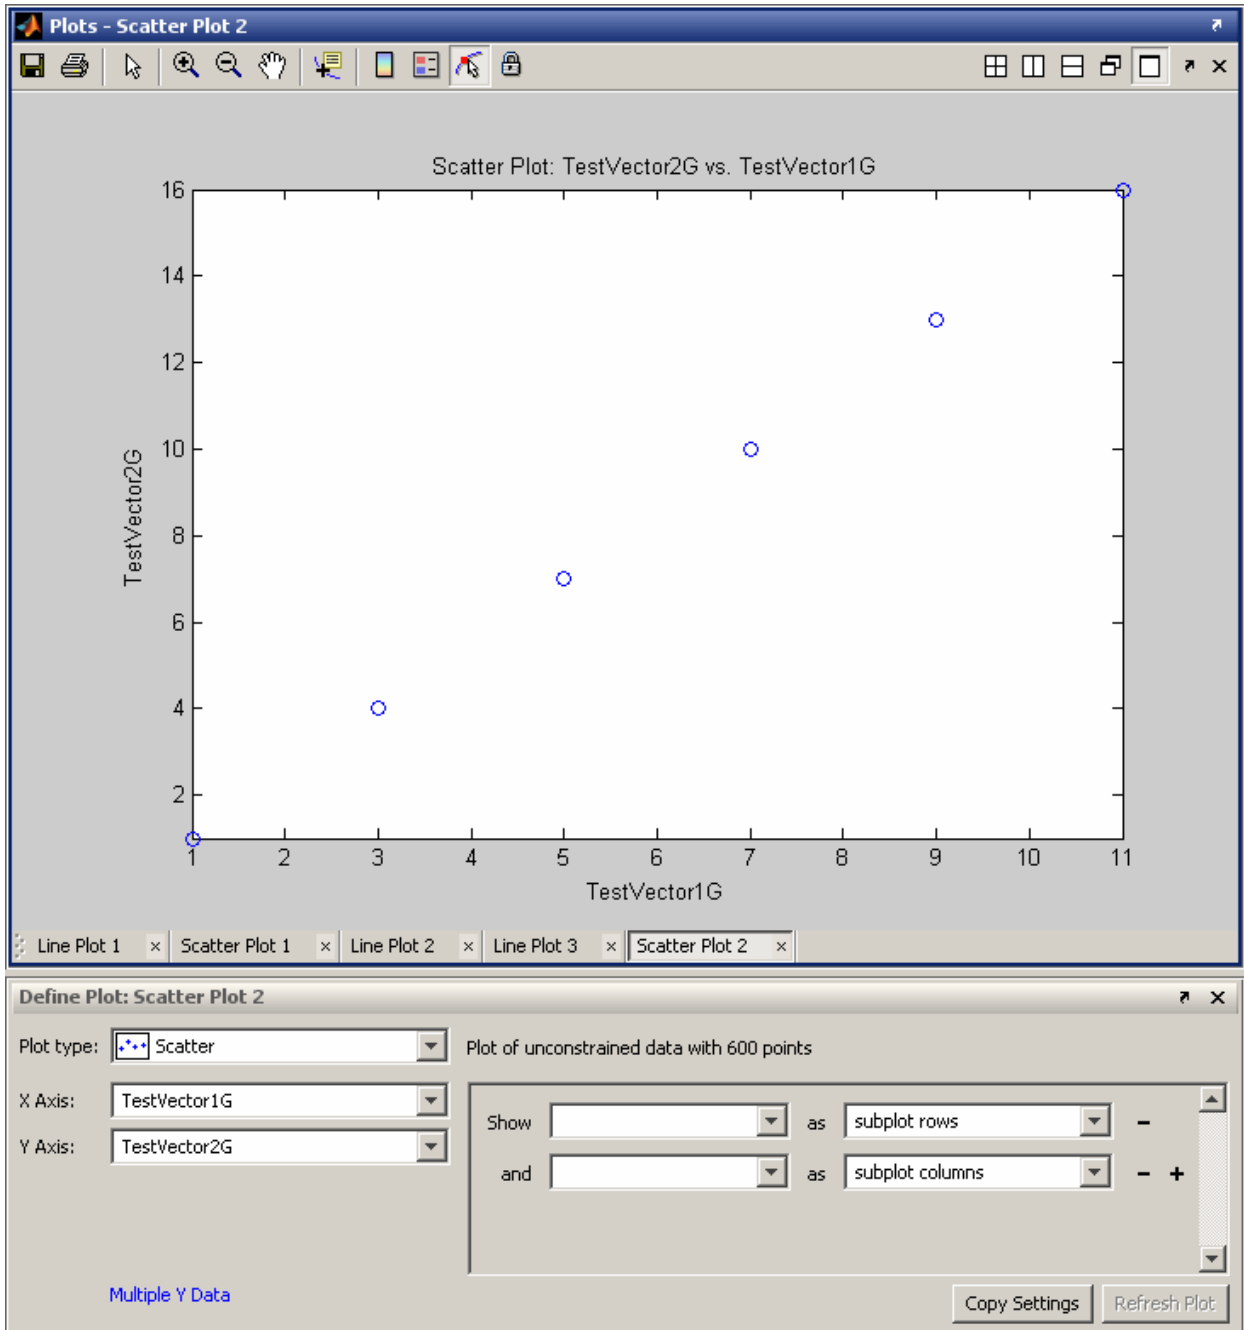 Plots - Scatter Plot 2
Scatter Plot: TestVector2G vs. TestVector1G
16
14
12
10
8
6
4
2
TestVector2G
1 2 3 4 5 6 7 8 9 10 11
TestVector1G
Line Plot 1 Scatter Plot 1 Line Plot 2 Line Plot 3 Scatter Plot 2
Define Plot: Scatter Plot 2
Plot type: Scatter Plot of unconstrained data with 600 points
X Axis: TestVector1G
Show as subplot rows - 
Y Axis: TestVector2G
and as subplot columns - +
Multiple Y Data
Copy Settings Refresh Plot